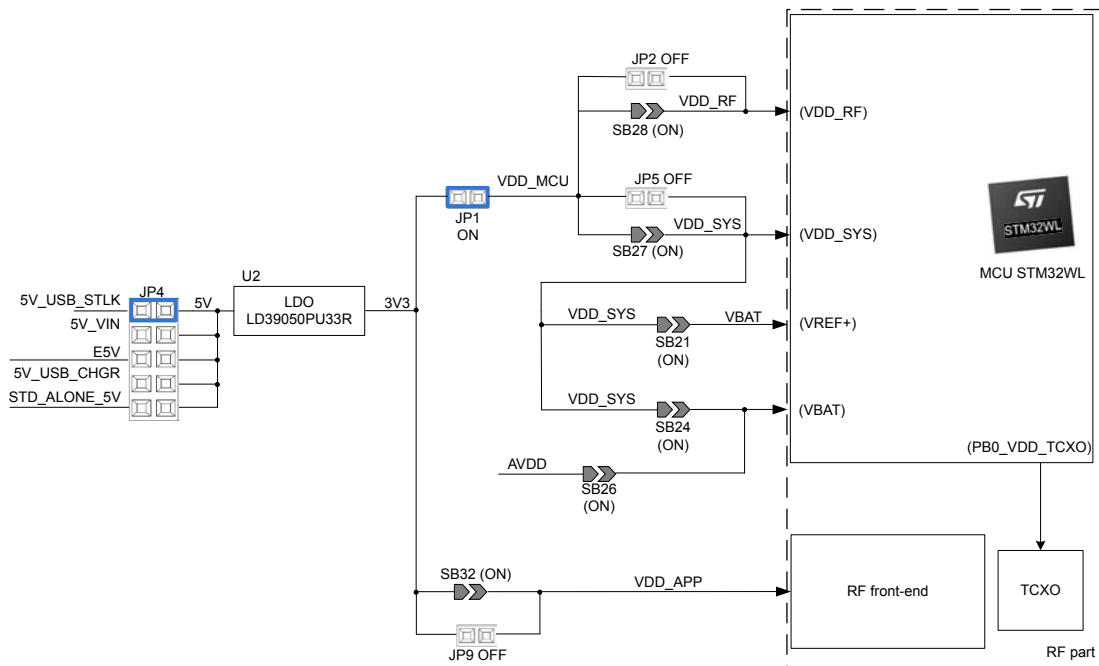 JP2 OFF
VDD_RF
SB28 (ON)
(VDD_RF)
VDD_MCU
JP1
ON
JP5 OFF
VDD_SYS
SB27 (ON)
(VDD_SYS)
STM32WL
MCU STM32WL
5V_USB_STLK
JP4
5V
U2
LDO
LD39050PU33R
3V3
5V_VIN
E5V
5V_USB_CHGR
STD_ALONE_5V
VDD_SYS
SB21
(ON)
VBAT
(VREF+)
VDD_SYS
SB24
(ON)
(VBAT)
AVDD
SB26
(ON)
(PB0_VDD_TCXO)
SB32 (ON)
VDD_APP
JP9 OFF
RF front-end
TCXO
RF part